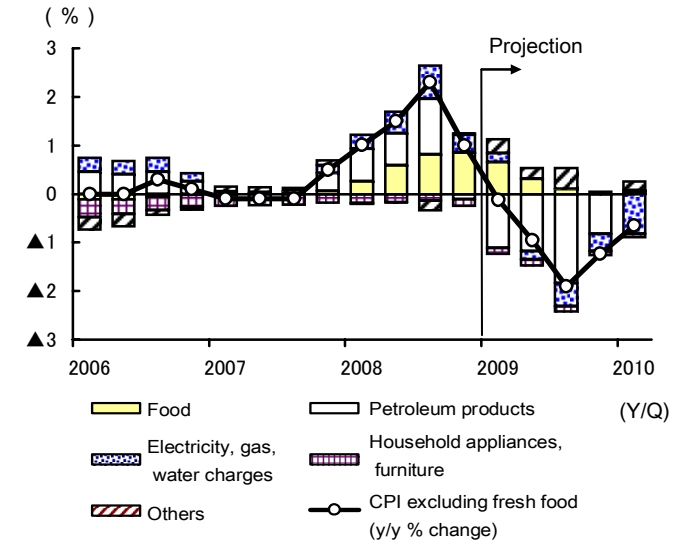 ( % )
Projection
3
2
1
0
▲1
▲2
▲3
2006 2007 2008 2009 2010
(Y/Q)
Food
Petroleum products
Electricity, gas,
water charges
Household appliances,
furniture
Others
CPI excluding fresh food
(y/y % change)